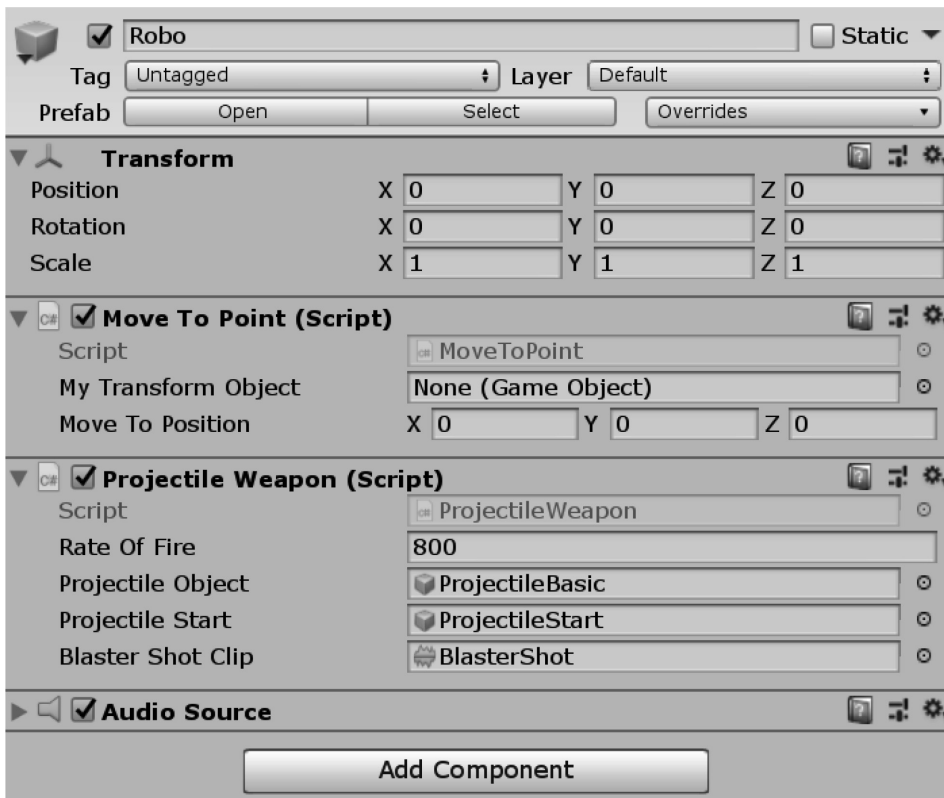 Robo Static
Tag Untagged Layer Default
Prefab Open Select Overrides
Transform
Position X 0 Y 0 Z 0
Rotation X 0 Y 0 Z 0
Scale X 1 Y 1 Z 1
C# Move To Point (Script)
Script C# MoveToPoint
My Transform Object None (Game Object)
Move To Position X 0 Y 0 Z 0
C# Projectile Weapon (Script)
Script C# ProjectileWeapon
Rate Of Fire 800
Projectile Object ProjectileBasic
Projectile Start ProjectileStart
Blaster Shot Clip BlasterShot
Audio Source
Add Component